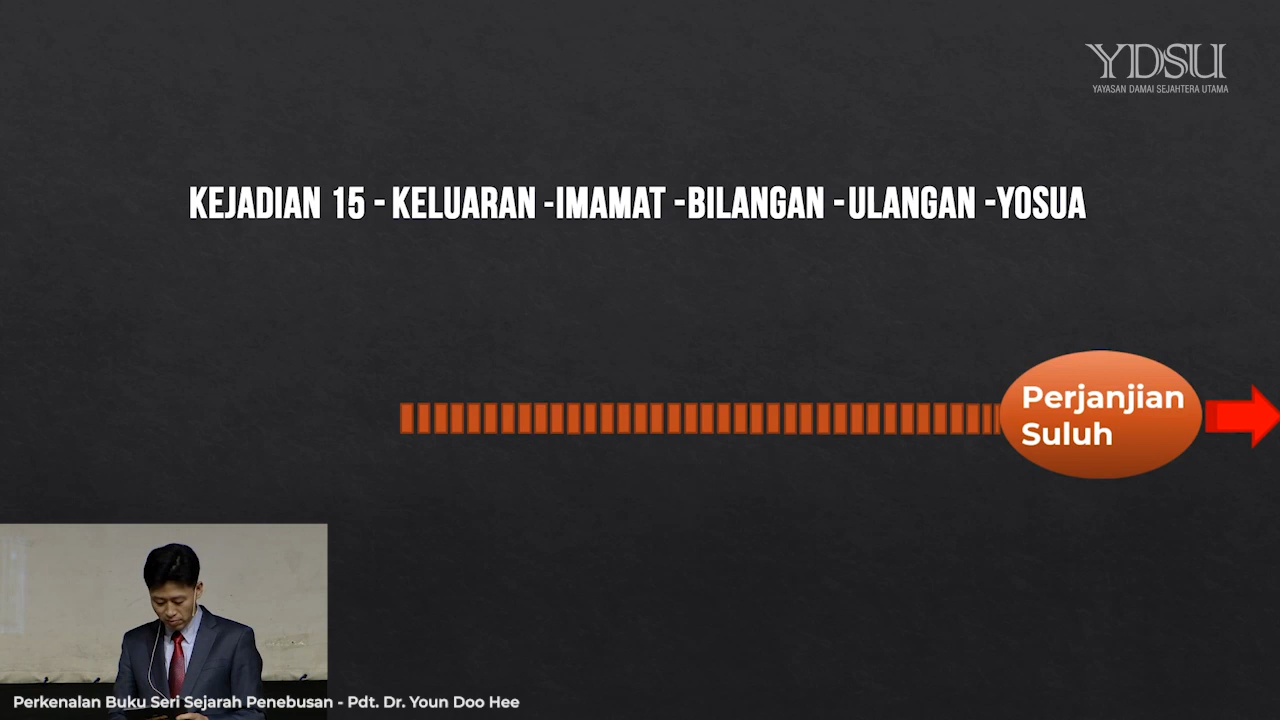 YDSU
YAYASAN DAMAI SEJAHTERA UTAMA
KEJADIAN 15 - KELUARAN -IMAMAT -BILANGAN -ULANGAN -YOSUA
Perjanjian
Suluh
Perkenalan Buku Seri Sejarah Penebusan - Pdt. Dr. Youn Doo Hee